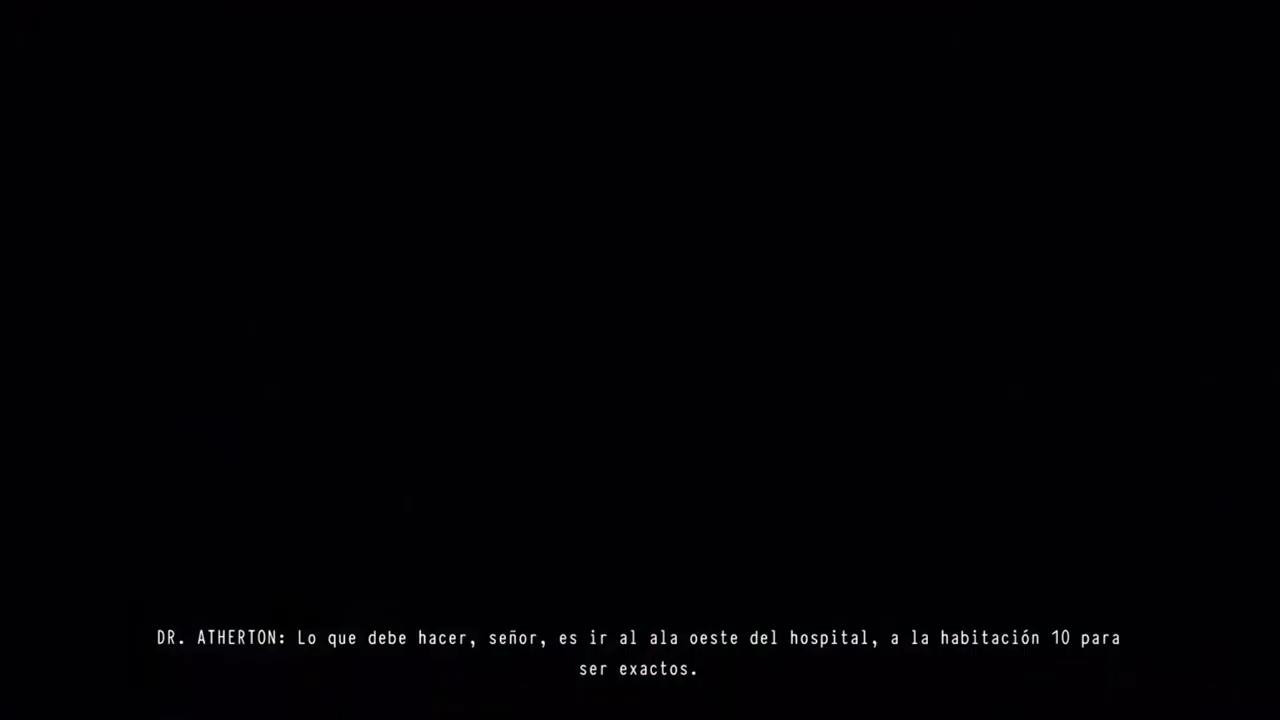 DR. ATHERTON: Lo que debe hacer, señor, es ir al ala oeste del hospital, a la habitación 10 para
ser exactos.